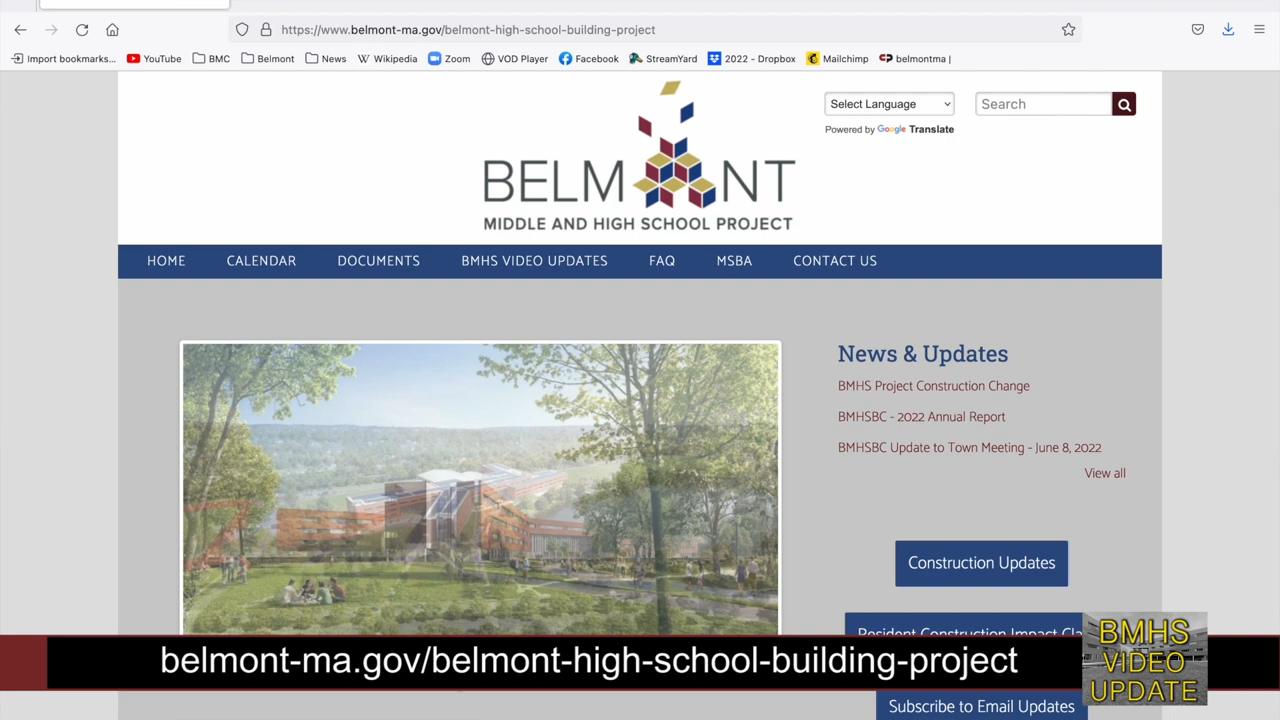 https://www.belmont-ma.gov/belmont-high-school-building-project
Import bookmarks...
YouTube
BMC
Belmont
News
Wikipedia
Zoom
VOD Player
Facebook
StreamYard
2022 - Dropbox
Mailchimp
belmontma |
Select Language
Search
Powered by Google Translate
BELMONT
MIDDLE AND HIGH SCHOOL PROJECT
HOME
CALENDAR
DOCUMENTS
BMHS VIDEO UPDATES
FAQ
MSBA
CONTACT US
News & Updates
BMHS Project Construction Change
BMHSBC - 2022 Annual Report
BMHSBC Update to Town Meeting - June 8, 2022
View all
Construction Updates
Resident Construction Impact Cla
belmont-ma.gov/belmont-high-school-building-project
BMHS
VIDEO
UPDATE
Subscribe to Email Updates